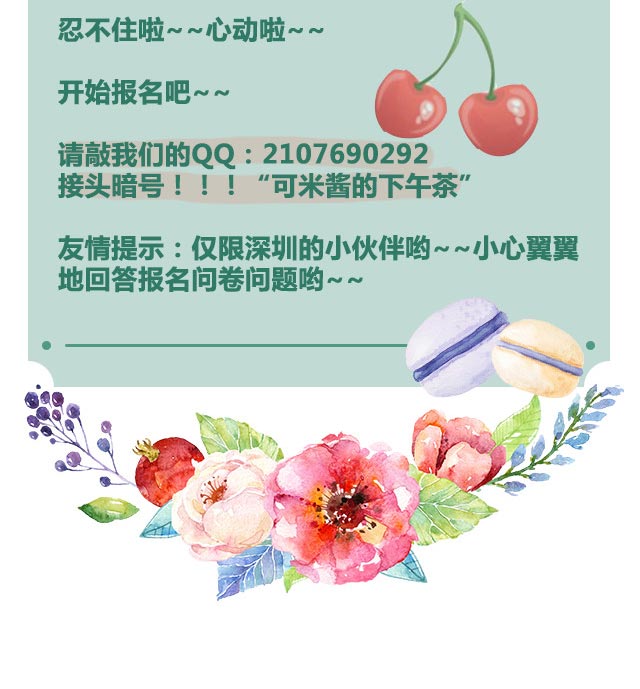 忍不住啦~~心动啦~~
开始报名吧~~
请敲我们的QQ：2107690292
接头暗号！！！“可米酱的下午茶”
友情提示：仅限深圳的小伙伴哟~~小心翼翼
地回答报名问卷问题哟~~